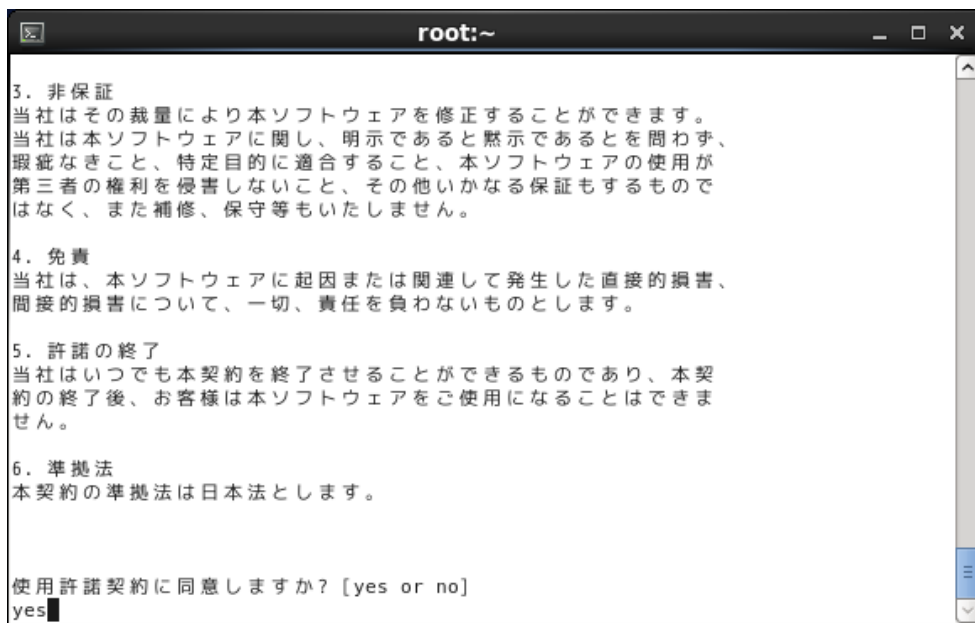 root:~
3. 非保証
当社はその裁量により本ソフトウェアを修正することができます。
当社は本ソフトウェアに関し、明示であると黙示であるとを問わず、
瑕疵なきこと、特定目的に適合すること、本ソフトウェアの使用が
第三者の権利を侵害しないこと、その他いかなる保証もするもので
はなく、また補修、保守等もいたしません。
4. 免責
当社は、本ソフトウェアに起因または関連して発生した直接的損害、
間接的損害について、一切、責任を負わないものとします。
5. 許諾の終了
当社はいつでも本契約を終了させることができるものであり、本契
約の終了後、お客様は本ソフトウェアをご使用になることはできま
せん。
6. 準拠法
本契約の準拠法は日本法とします。
使用許諾契約に同意しますか? [yes or no]
yes